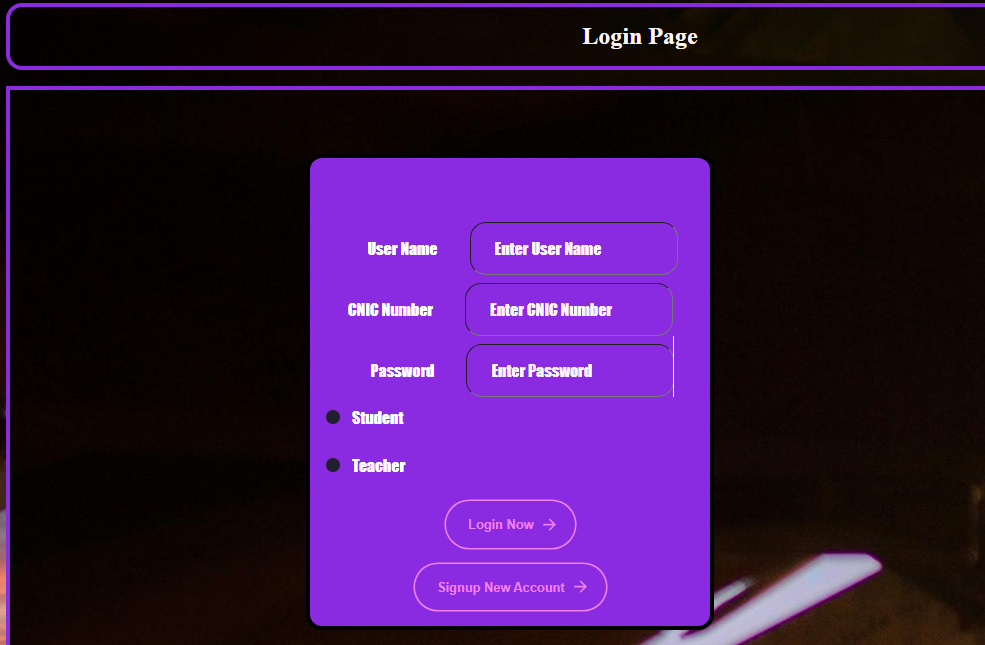 Login Page
User Name Enter User Name
CNIC Number Enter CNIC Number
Password Enter Password
Student
Teacher
Login Now
Signup New Account